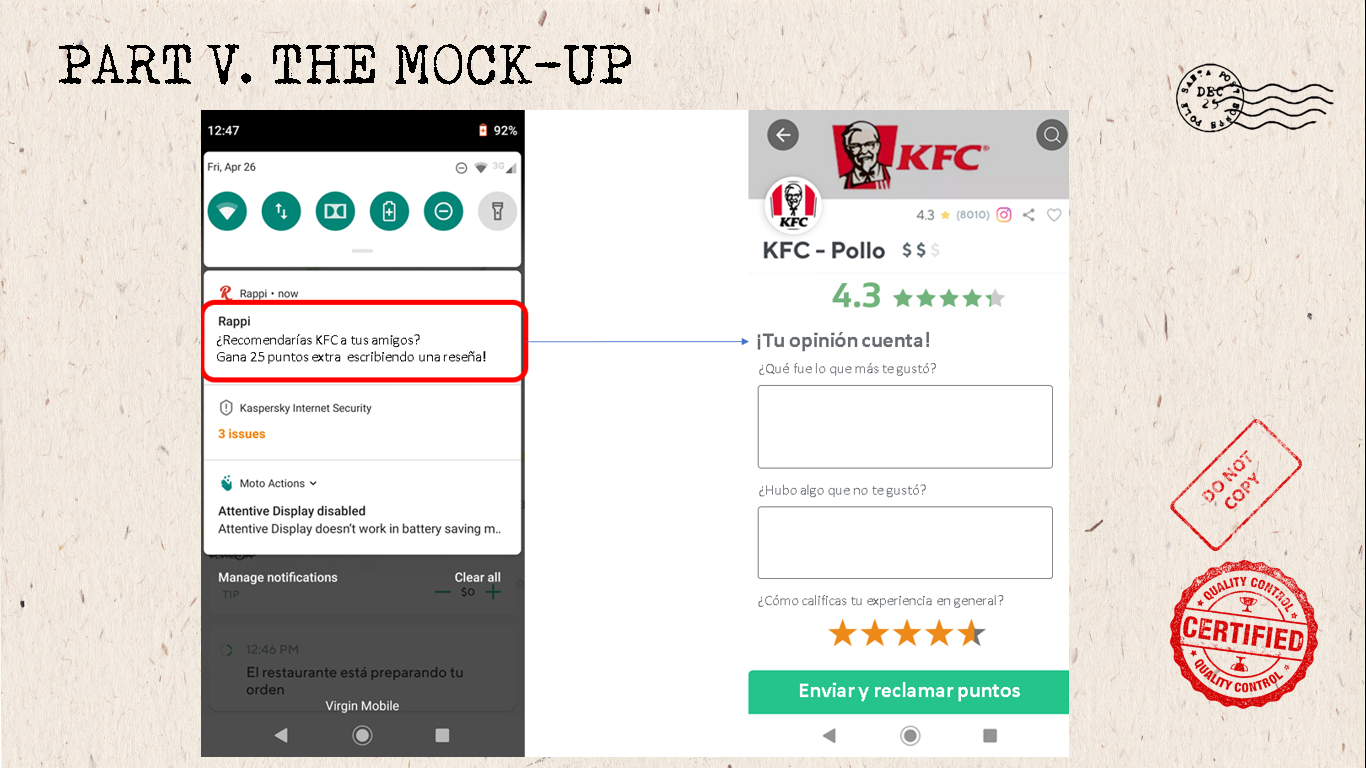 PART V. THE MOCK-UP
SANTA POST
DEC
25
NORTH POLE
12:47
92%
Fri, Apr 26
3G
Rappi • now
Rappi
¿Recomendarías KFC a tus amigos?
Gana 25 puntos extra escribiendo una reseña!
Kaspersky Internet Security
3 issues
Moto Actions
Attentive Display disabled
Attentive Display doesn't work in battery saving m..
Manage notifications
Clear all
TIP
$0
12:46 PM
El restaurante está preparando tu
orden
Virgin Mobile
KFC
KFC
4.3
(8010)
KFC - Pollo
$$$
4.3
¡Tu opinión cuenta!
¿Qué fue lo que más te gustó?
¿Hubo algo que no te gustó?
¿Cómo calificas tu experiencia en general?
Enviar y reclamar puntos
DO NOT
COPY
QUALITY CONTROL
CERTIFIED
QUALITY CONTROL